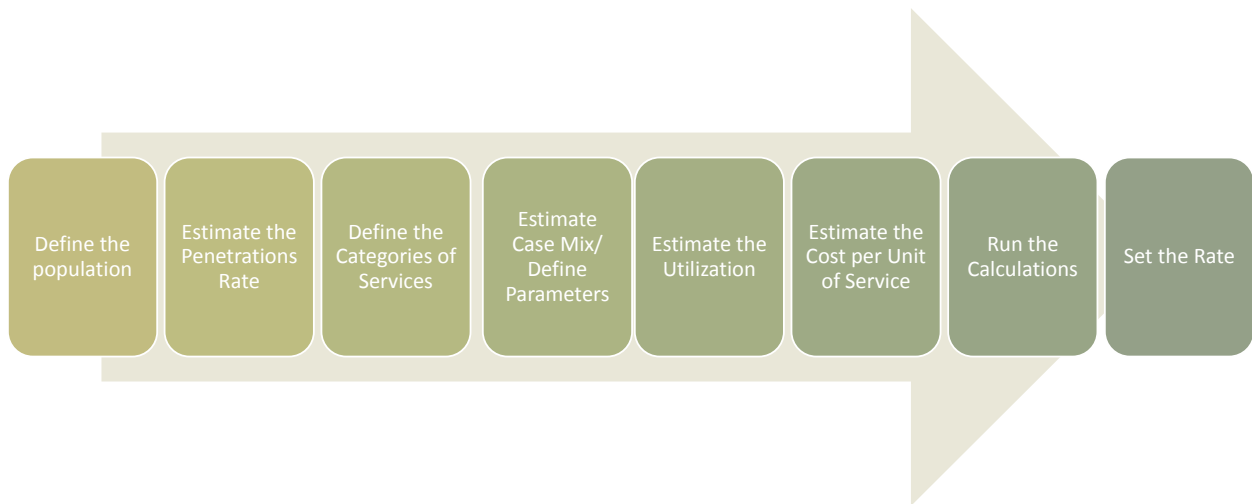 Define the
population
Estimate the
Penetrations
Rate
Define the
Categories of
Services
Estimate
Case Mix/
Define
Parameters
Estimate the
Utilization
Estimate the
Cost per Unit
of Service
Run the
Calculations
Set the Rate